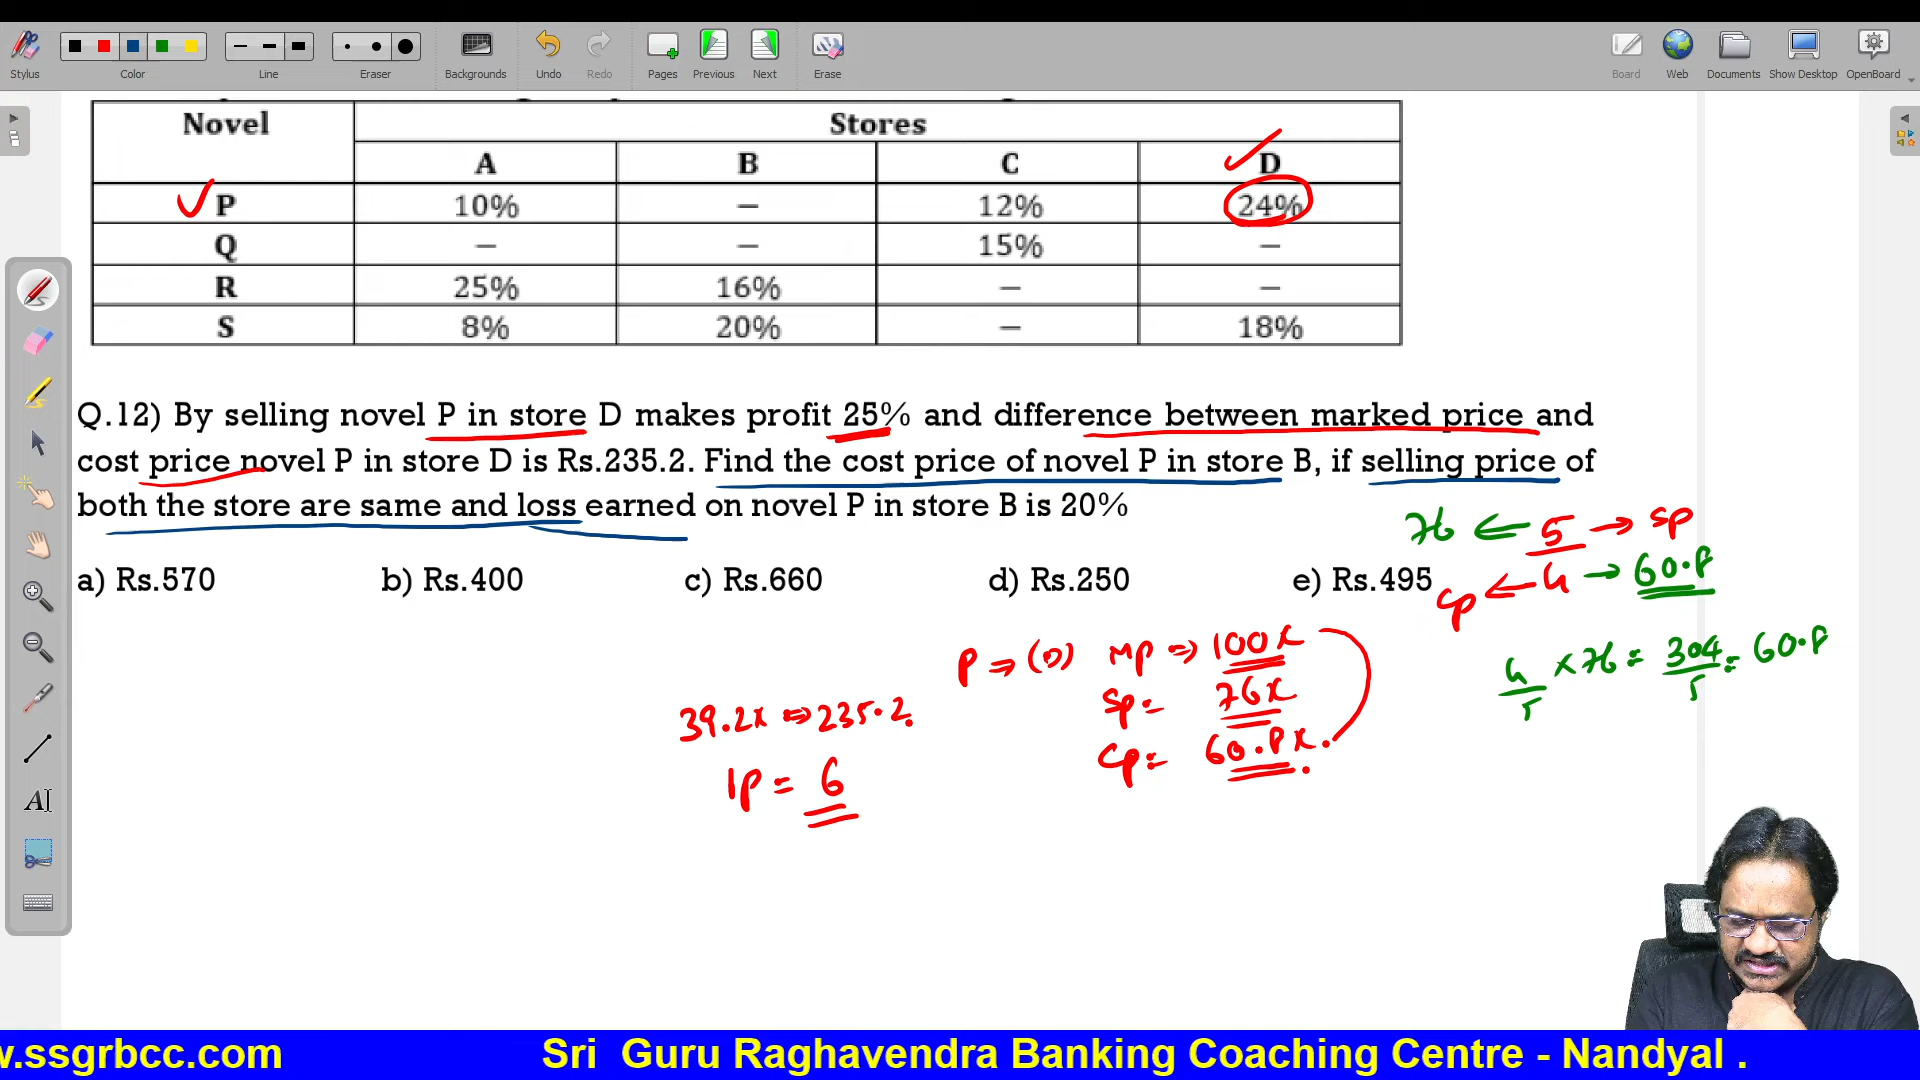 Stylus
Color
Line
Eraser
Backgrounds
Undo
Redo
Pages
Previous
Next
Erase
Board
Web
Documents
Show Desktop
OpenBoard
Novel Stores
A B C D
P 10% – 12% 24%
Q – – 15% –
R 25% 16% – –
S 8% 20% – 18%
Q.12) By selling novel P in store D makes profit 25% and difference between marked price and
cost price novel P in store D is Rs.235.2. Find the cost price of novel P in store B, if selling price of
both the store are same and loss earned on novel P in store B is 20%
76 ← 5 → SP
CP ← 4 → 60.8
a) Rs.570 b) Rs.400 c) Rs.660 d) Rs.250 e) Rs.495
P ⇒ (D) MP ⇒ 100x
SP = 76x
CP = 60.8x.
4/5 × 76 = 304/5 = 60.8
39.2x ⇒ 235.2
1P = 6
w.ssgrbcc.com Sri Guru Raghavendra Banking Coaching Centre - Nandyal .